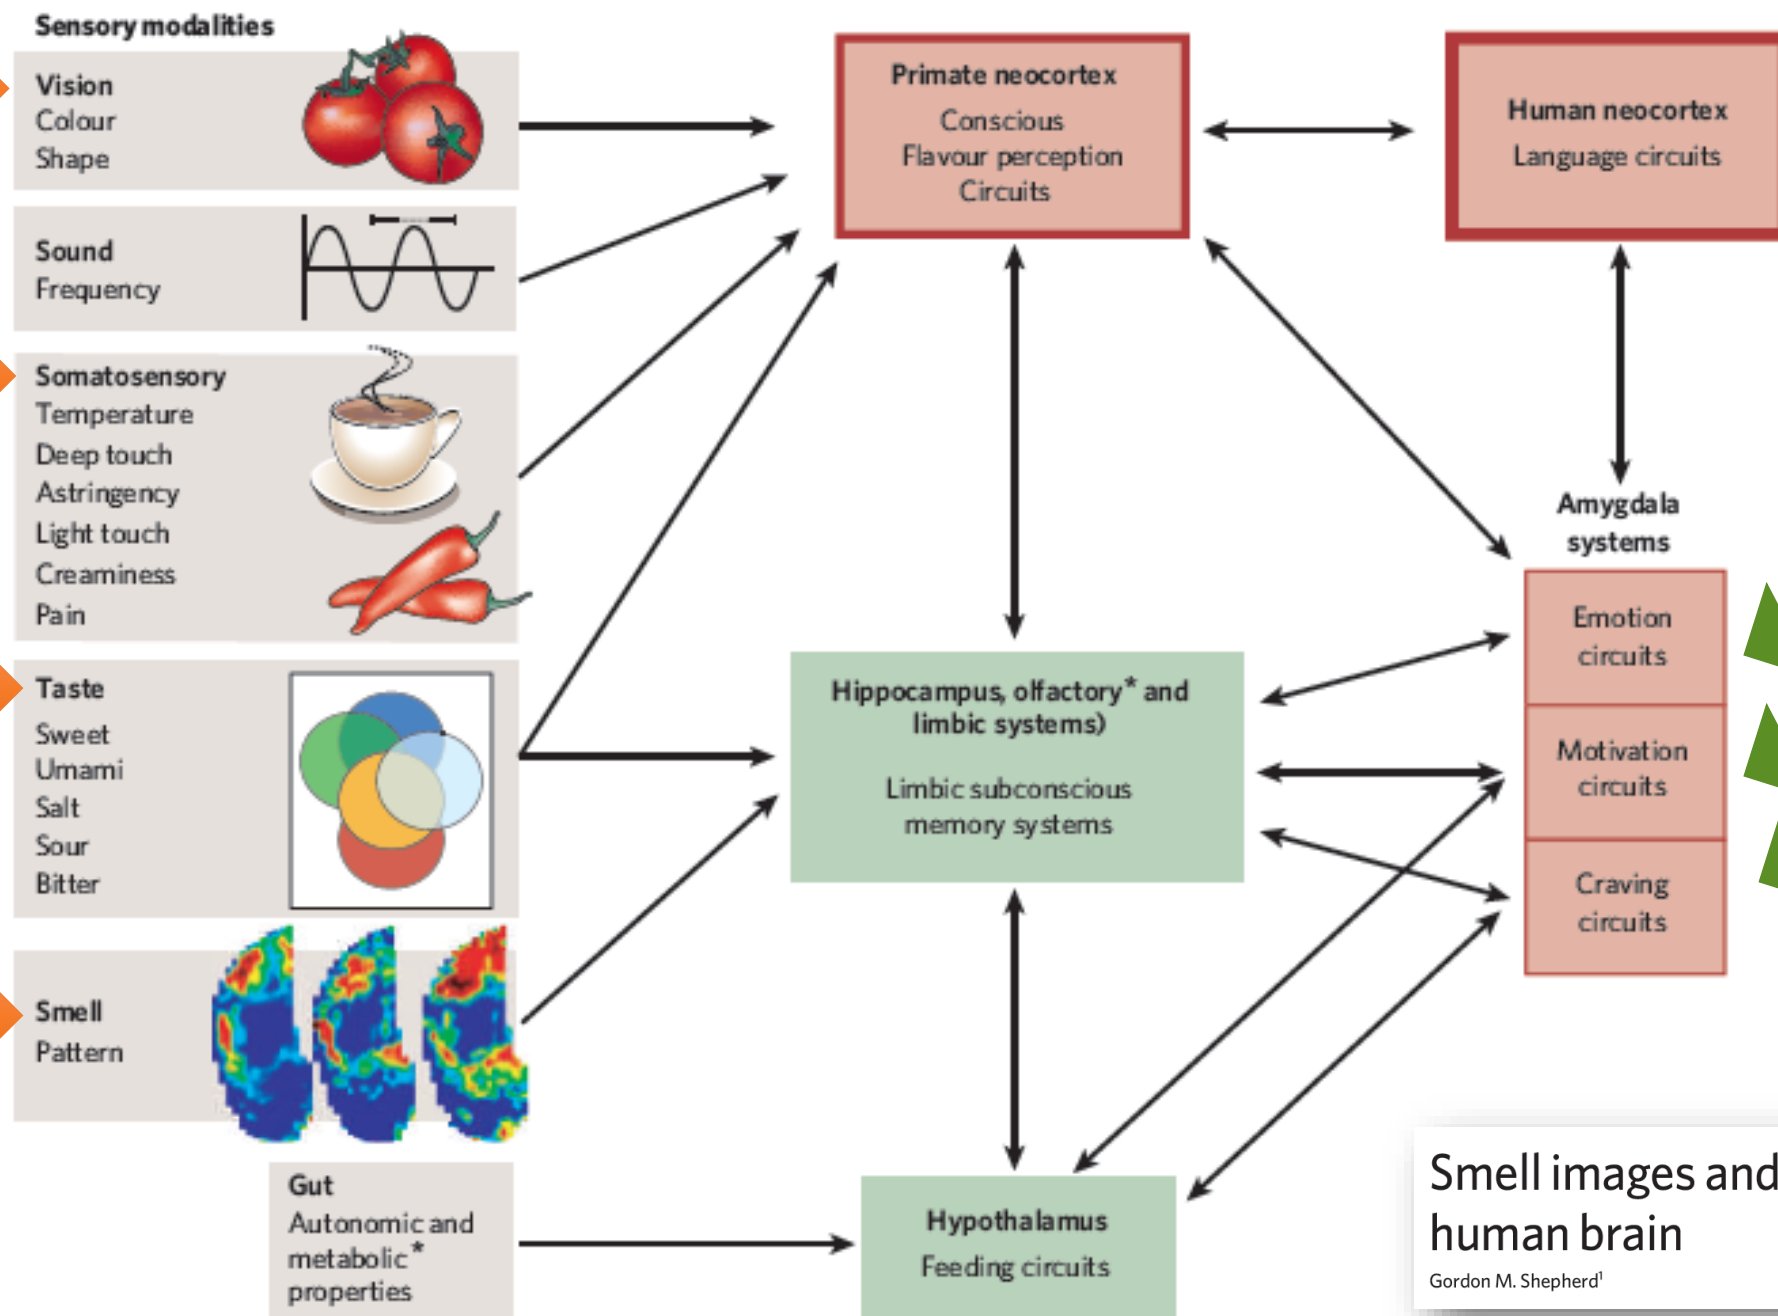 Sensory modalities
Vision
Colour
Shape
Sound
Frequency
Somatosensory
Temperature
Deep touch
Astringency
Light touch
Creaminess
Pain
Taste
Sweet
Umami
Salt
Sour
Bitter
Smell
Pattern
Gut
Autonomic and
metabolic*
properties
Primate neocortex
Conscious
Flavour perception
Circuits
Human neocortex
Language circuits
Hippocampus, olfactory* and
limbic systems)
Limbic subconscious
memory systems
Hypothalamus
Feeding circuits
Amygdala
systems
Emotion
circuits
Motivation
circuits
Craving
circuits
Smell images and
human brain
Gordon M. Shepherd¹